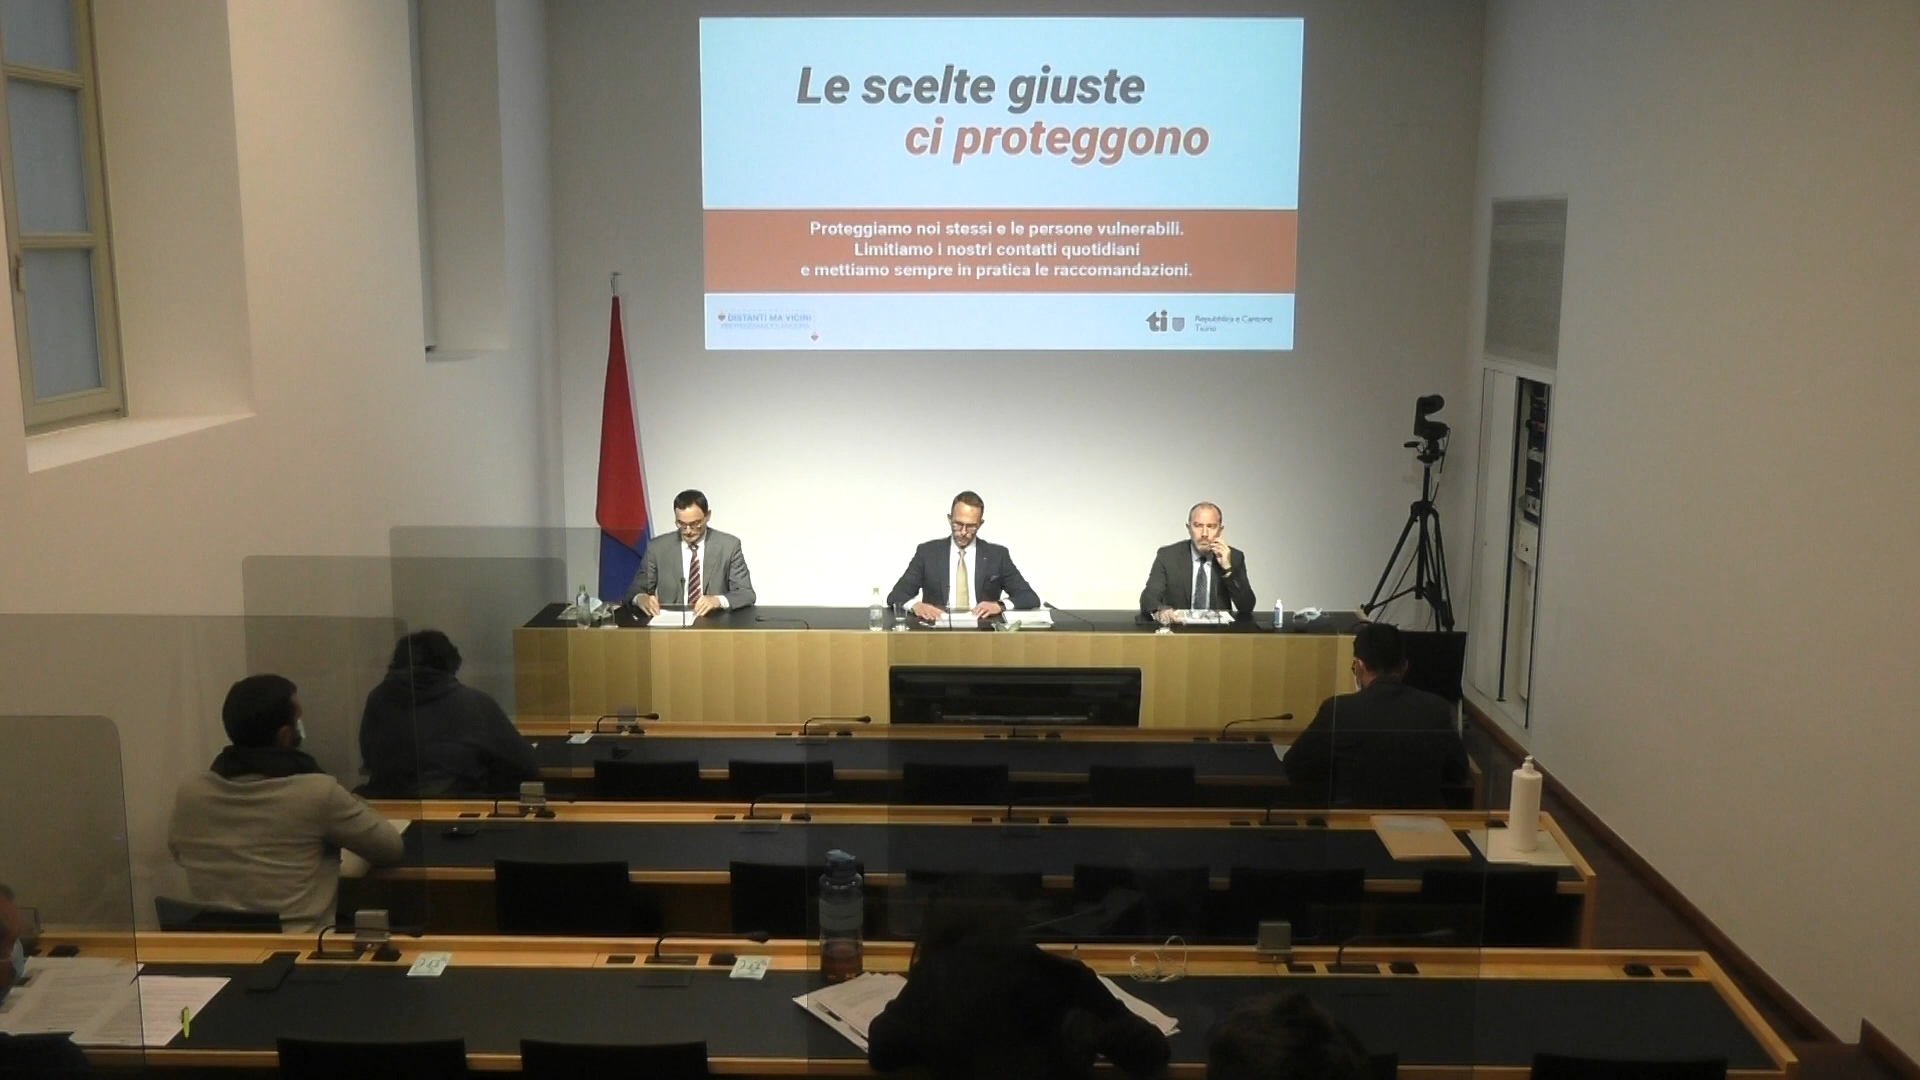 Le scelte giuste
ci proteggono
Proteggiamo noi stessi e le persone vulnerabili.
Limitiamo i nostri contatti quotidiani
e mettiamo sempre in pratica le raccomandazioni.
DISTANTI MA VICINI
ti
Repubblica e Cantone
Ticino